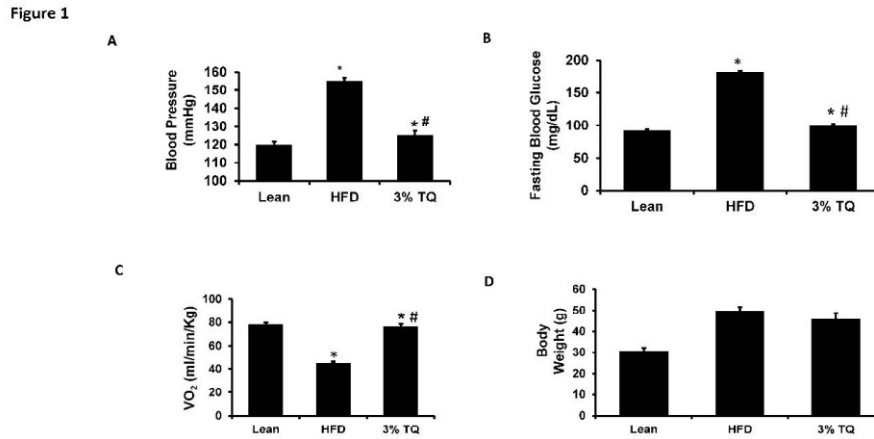 Figure 1
A
Blood Pressure
(mmHg)
160
150
140
130
120
110
100
*
* #
Lean HFD 3% TQ
B
Fasting Blood Glucose
(mg/dL)
200
150
100
50
0
*
* #
Lean HFD 3% TQ
C
VO₂ (ml/min/Kg)
80
60
40
20
0
*
* #
Lean HFD 3% TQ
D
Body
Weight (g)
60
50
40
30
20
10
0
Lean HFD 3% TQ